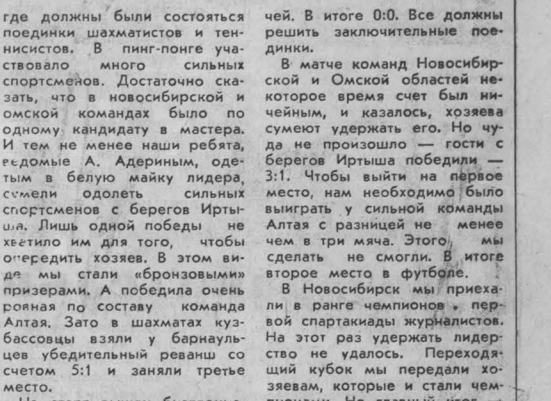 где должны были состояться
поединки шахматистов и тен-
нисистов. В пинг-понге уча-
ствовало много сильных
спортсменов. Достаточно ска-
зать, что в новосибирской и
омской командах было по
одному кандидату в мастера.
И тем не менее наши ребята,
ведомые А. Адериным, оде-
тым в белую майку лидера,
сумели одолеть сильных
спортсменов с берегов Ирты-
ша. Лишь одной победы не
хватило им для того, чтобы
опередить хозяев. В этом ви-
де мы стали «бронзовыми»
призерами. А победила очень
ровная по составу команда
Алтая. Зато в шахматах куз-
бассовцы взяли у барнауль-
цев убедительный реванш со
счетом 5:1 и заняли третье
место.
чей. В итоге 0:0. Все должны
решить заключительные пое-
динки.
В матче команд Новосибир-
ской и Омской областей не-
которое время счет был ни-
чейным, и казалось, хозяева
сумеют удержать его. Но чу-
да не произошло — гости с
берегов Иртыша победили —
3:1. Чтобы выйти на первое
место, нам необходимо было
выиграть у сильной команды
Алтая с разницей не менее
чем в три мяча. Этого мы
сделать не смогли. В итоге
второе место в футболе.
В Новосибирск мы приеха-
ли в ранге чемпионов пер-
вой спартакиады журналистов.
На этот раз удержать лидер-
ство не удалось. Переходя-
щий кубок мы передали хо-
зяевам, которые и стали чем-